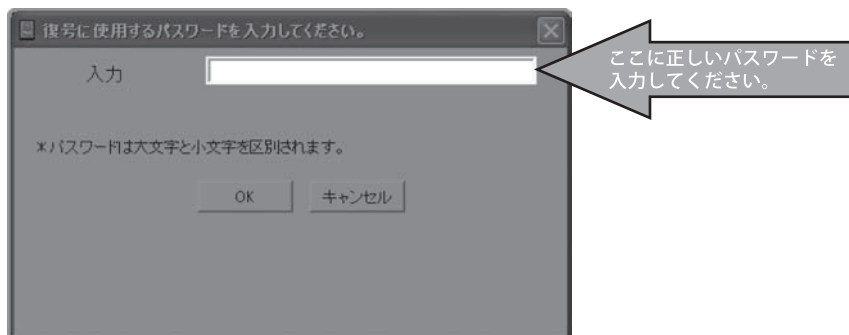 復号に使用するパスワードを入力してください。
入力
ここに正しいパスワードを
入力してください。
*パスワードは大文字と小文字を区別されます。
OK
キャンセル